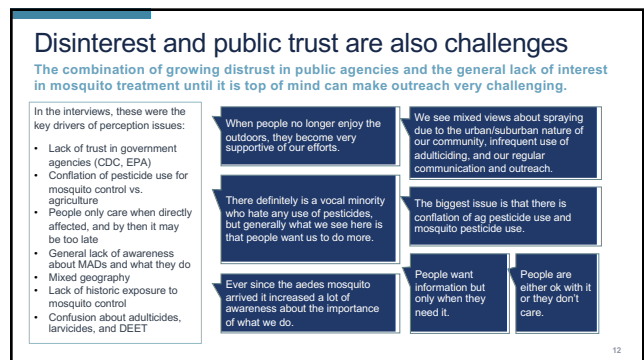 Disinterest and public trust are also challenges
The combination of growing distrust in public agencies and the general lack of interest
in mosquito treatment until it is top of mind can make outreach very challenging.
In the interviews, these were the
key drivers of perception issues:
• Lack of trust in government
agencies (CDC, EPA)
• Conflation of pesticide use for
mosquito control vs.
agriculture
• People only care when directly
affected, and by then it may
be too late
• General lack of awareness
about MADs and what they do
• Mixed geography
• Lack of historic exposure to
mosquito control
• Confusion about adulticides,
larvicides, and DEET
When people no longer enjoy the
outdoors, they become very
supportive of our efforts.
We see mixed views about spraying
due to the urban/suburban nature of
our community, infrequent use of
adulticiding, and our regular
communication and outreach.
There definitely is a vocal minority
who hate any use of pesticides,
but generally what we see here is
that people want us to do more.
The biggest issue is that there is
conflation of ag pesticide use and
mosquito pesticide use.
Ever since the aedes mosquito
arrived it increased a lot of
awareness about the importance
of what we do.
People want
information but
only when they
need it.
People are
either ok with it
or they don't
care.
12